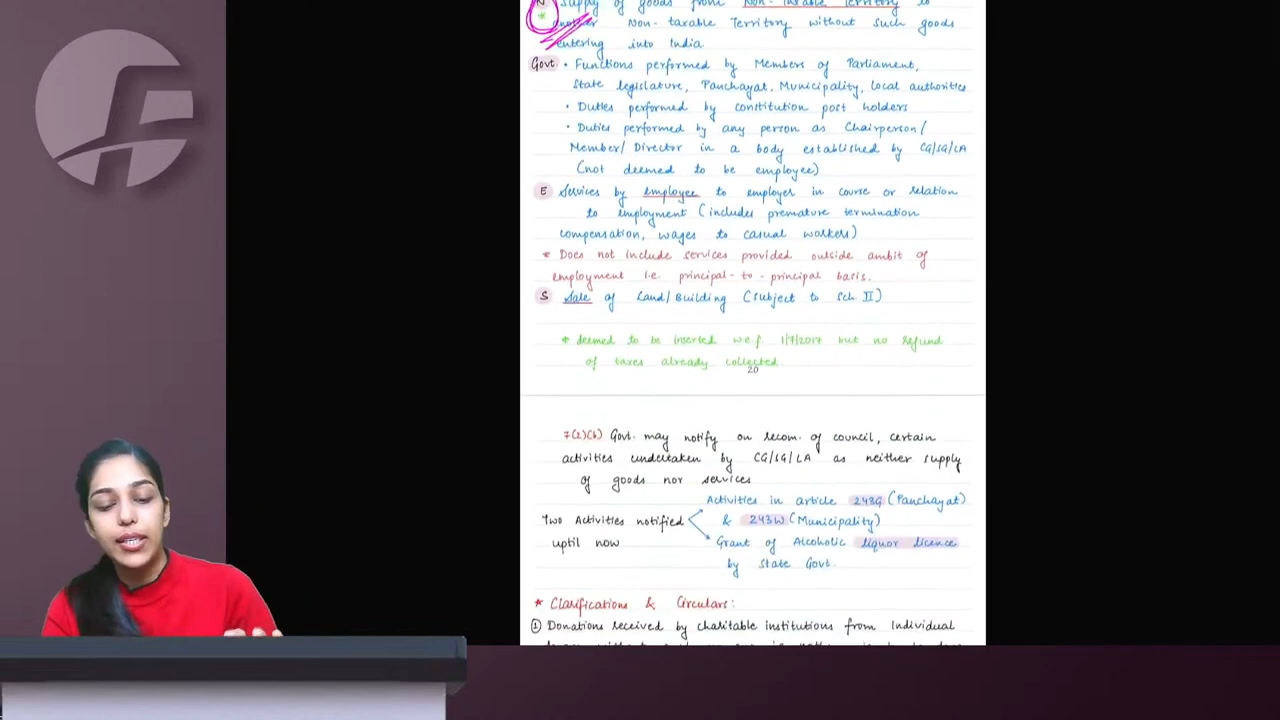 Supply of goods from Non-Taxable Territory to
another Non-taxable Territory without such goods
entering into India
Govt • Functions performed by Members of Parliament,
State legislature, Panchayat, Municipality, Local authorities
• Duties performed by constitution post holders
• Duties performed by any person as Chairperson/
Member/Director in a body established by CG/SG/LA
(not deemed to be employee)
E Services by employee to employer in course or relation
to employment (includes premature termination
compensation, wages to casual workers)
* Does not include services provided outside ambit of
employment i.e. principal-to-principal basis.
S Sale of Land/Building (subject to Sch. II)
* deemed to be inserted w.e.f. 1/7/2017 but no refund
of taxes already collected
20
7(2)(b) Govt. may notify on recom. of council, certain
activities undertaken by CG/SG/LA as neither supply
of goods nor services
Two Activities notified uptil now
Activities in article 243G (Panchayat)
& 243W (Municipality)
Grant of Alcoholic liquor licence
by State Govt.
* Clarifications & Circulars:
① Donations received by charitable institutions from Individual